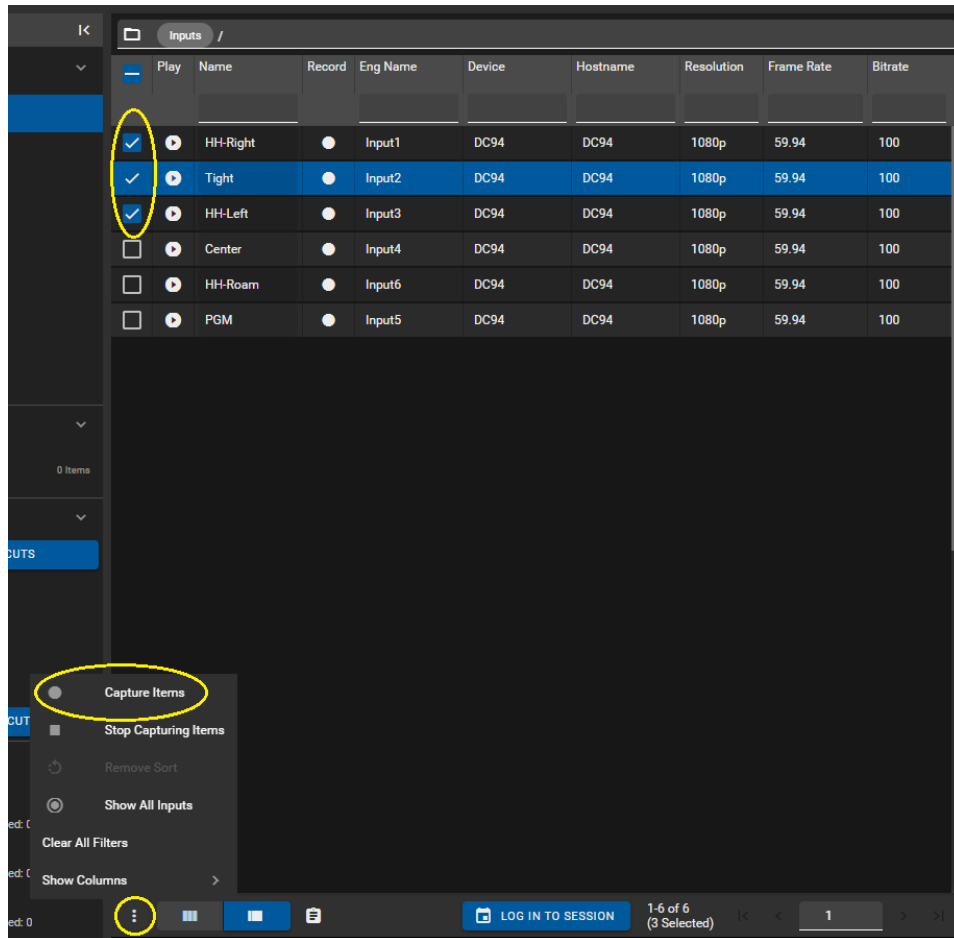 Inputs /
Play Name Record Eng Name Device Hostname Resolution Frame Rate Bitrate
HH-Right Input1 DC94 DC94 1080p 59.94 100
Tight Input2 DC94 DC94 1080p 59.94 100
HH-Left Input3 DC94 DC94 1080p 59.94 100
Center Input4 DC94 DC94 1080p 59.94 100
HH-Roam Input6 DC94 DC94 1080p 59.94 100
PGM Input5 DC94 DC94 1080p 59.94 100
0 Items
CUTS
Capture Items
CUT
Stop Capturing Items
Remove Sort
Show All Inputs
ed: 0
Clear All Filters
ed: 0
Show Columns
ed: 0
LOG IN TO SESSION
1-6 of 6
(3 Selected)
1